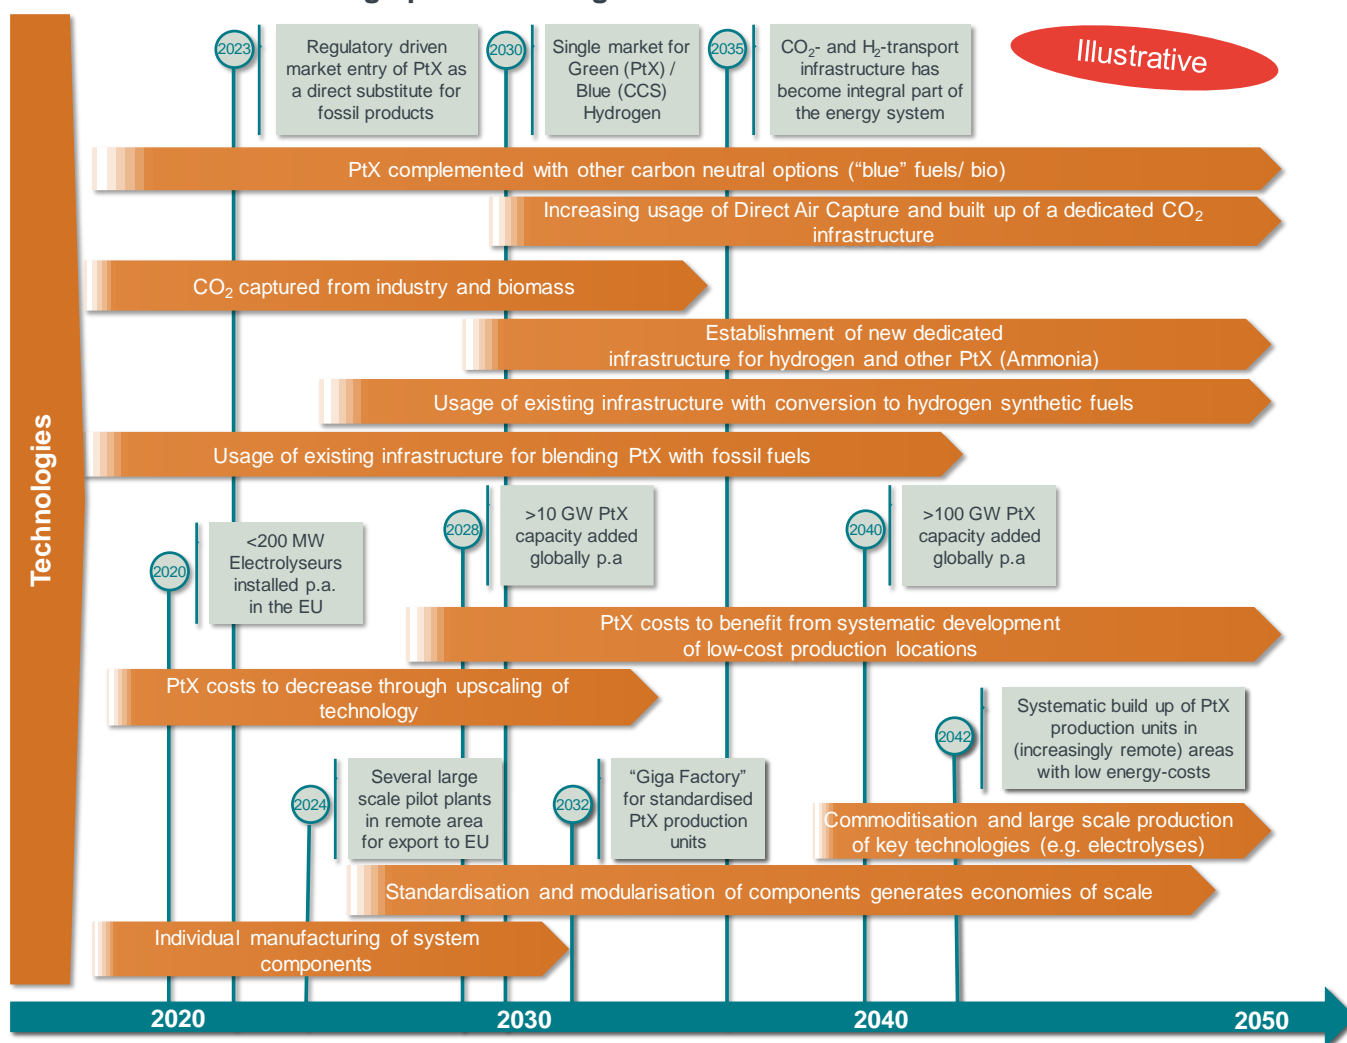 2023
Regulatory driven
market entry of PtX as
a direct substitute for
fossil products
2030
Single market for
Green (PtX) /
Blue (CCS)
Hydrogen
2035
CO₂- and H₂-transport
infrastructure has
become integral part of
the energy system
Illustrative
PtX complemented with other carbon neutral options (“blue” fuels/ bio)
Increasing usage of Direct Air Capture and built up of a dedicated CO₂
infrastructure
CO₂ captured from industry and biomass
Establishment of new dedicated
infrastructure for hydrogen and other PtX (Ammonia)
Usage of existing infrastructure with conversion to hydrogen synthetic fuels
Usage of existing infrastructure for blending PtX with fossil fuels
Technologies
2020
<200 MW
Electrolyseurs
installed p.a.
in the EU
2028
>10 GW PtX
capacity added
globally p.a
2040
>100 GW PtX
capacity added
globally p.a
PtX costs to benefit from systematic development
of low-cost production locations
PtX costs to decrease through upscaling of
technology
2042
Systematic build up of PtX
production units in
(increasingly remote) areas
with low energy-costs
2024
Several large
scale pilot plants
in remote area
for export to EU
2032
“Giga Factory”
for standardised
PtX production
units
Commoditisation and large scale production
of key technologies (e.g. electrolyses)
Standardisation and modularisation of components generates economies of scale
Individual manufacturing of system
components
2020
2030
2040
2050